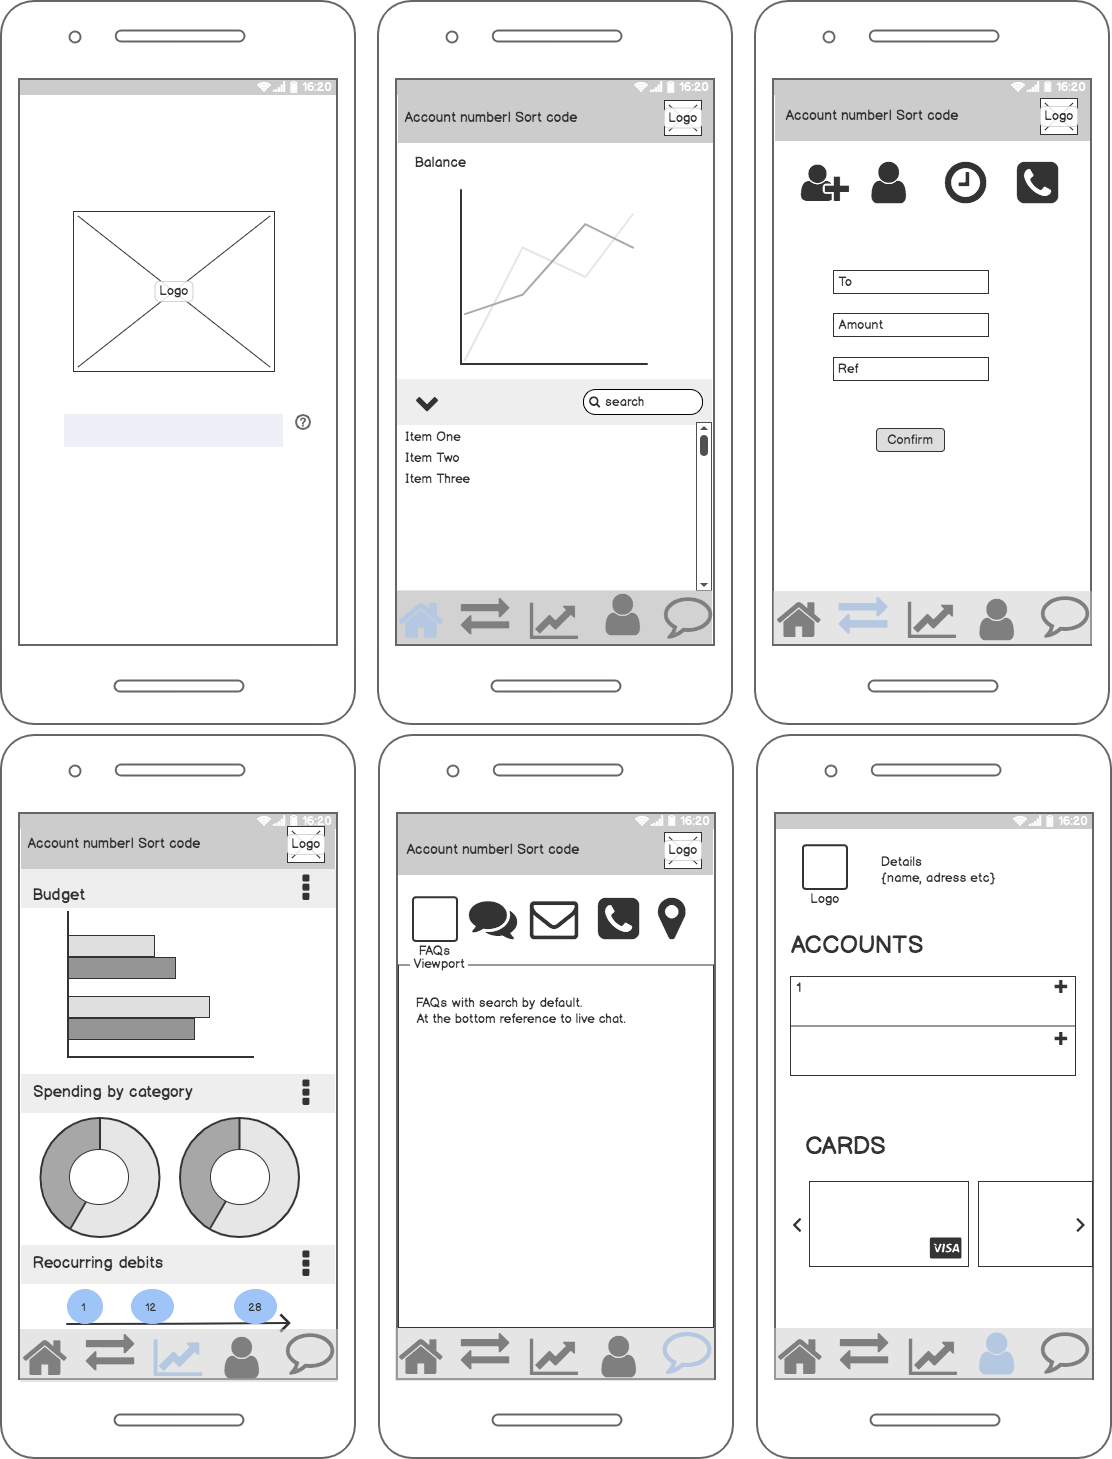 16:20
Logo
?
16:20
Account number| Sort code
Logo
Balance
search
Item One
Item Two
Item Three
16:20
Account number| Sort code
Logo
To
Amount
Ref
Confirm
16:20
Account number| Sort code
Logo
Budget
Spending by category
Reocurring debits
1 12 28
16:20
Account number| Sort code
Logo
FAQs
Viewport
FAQs with search by default.
At the bottom reference to live chat.
16:20
Details
{name, adress etc}
Logo
ACCOUNTS
1
CARDS
VISA